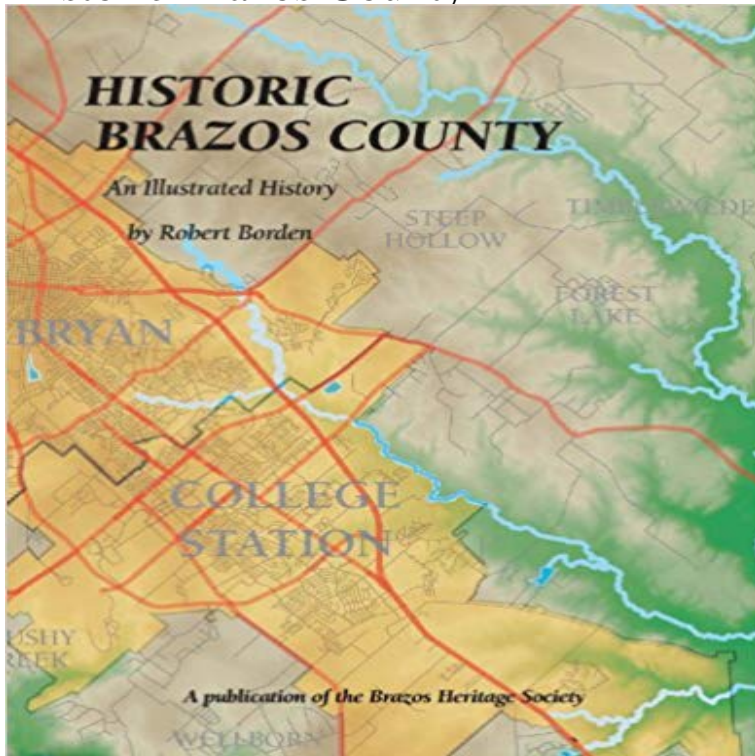 HISTORIC
BRAZOS COUNTY
An Illustrated History
by Robert Borden
STEEP
HOLLOW
FOREST
LAKE
BRYAN
COLLEGE
STATION
A publication of the Brazos Heritage Society
WELLBORN